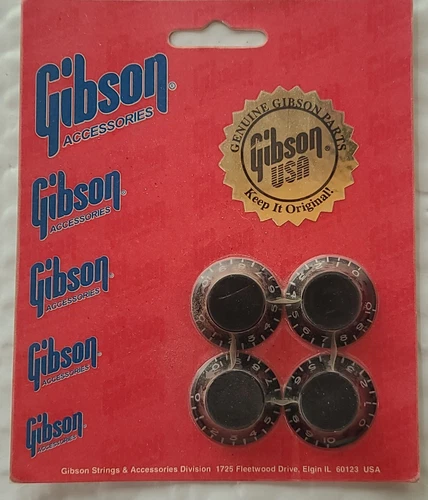 Gibson®
ACCESSORIES
GENUINE GIBSON PARTS
Gibson®
USA
Keep It Original!
Gibson®
ACCESSORIES
Gibson®
ACCESSORIES
Gibson®
ACCESSORIES
Gibson®
ACCESSORIES
Gibson Strings & Accessories Division 1725 Fleetwood Drive, Elgin IL 60123 USA